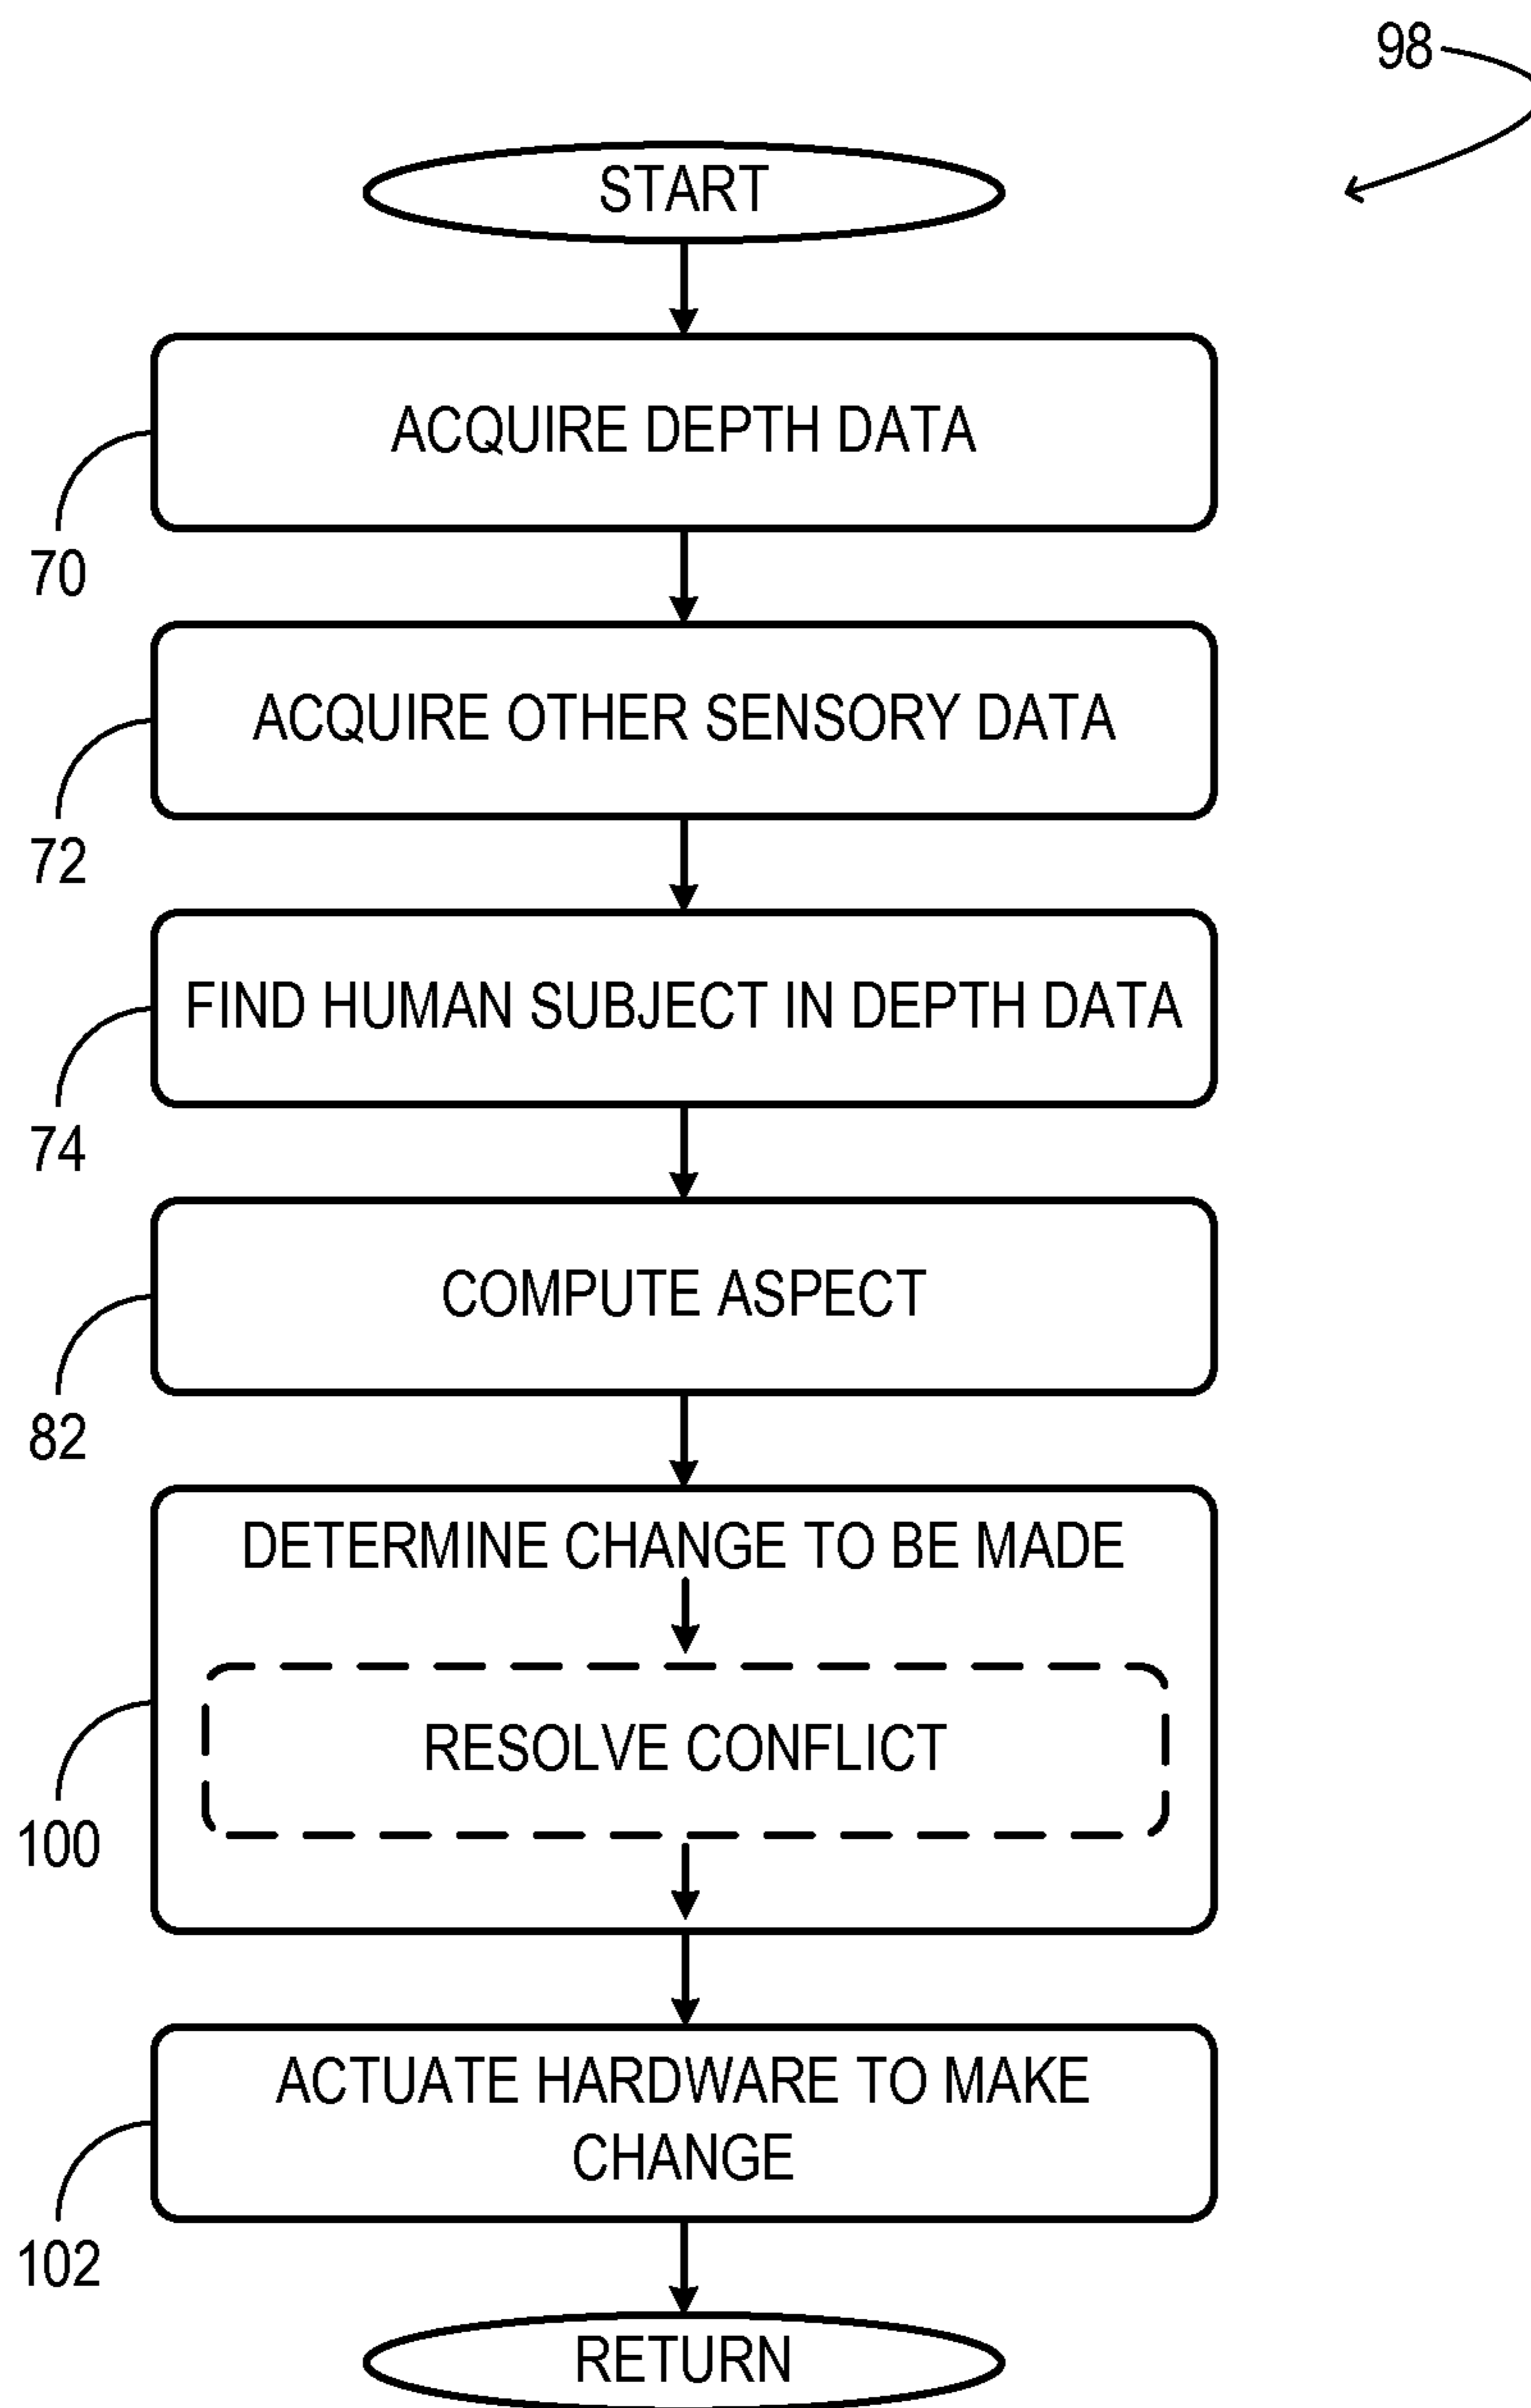 98
START
ACQUIRE DEPTH DATA
70
ACQUIRE OTHER SENSORY DATA
72
FIND HUMAN SUBJECT IN DEPTH DATA
74
COMPUTE ASPECT
82
DETERMINE CHANGE TO BE MADE
RESOLVE CONFLICT
100
ACTUATE HARDWARE TO MAKE
CHANGE
102
RETURN